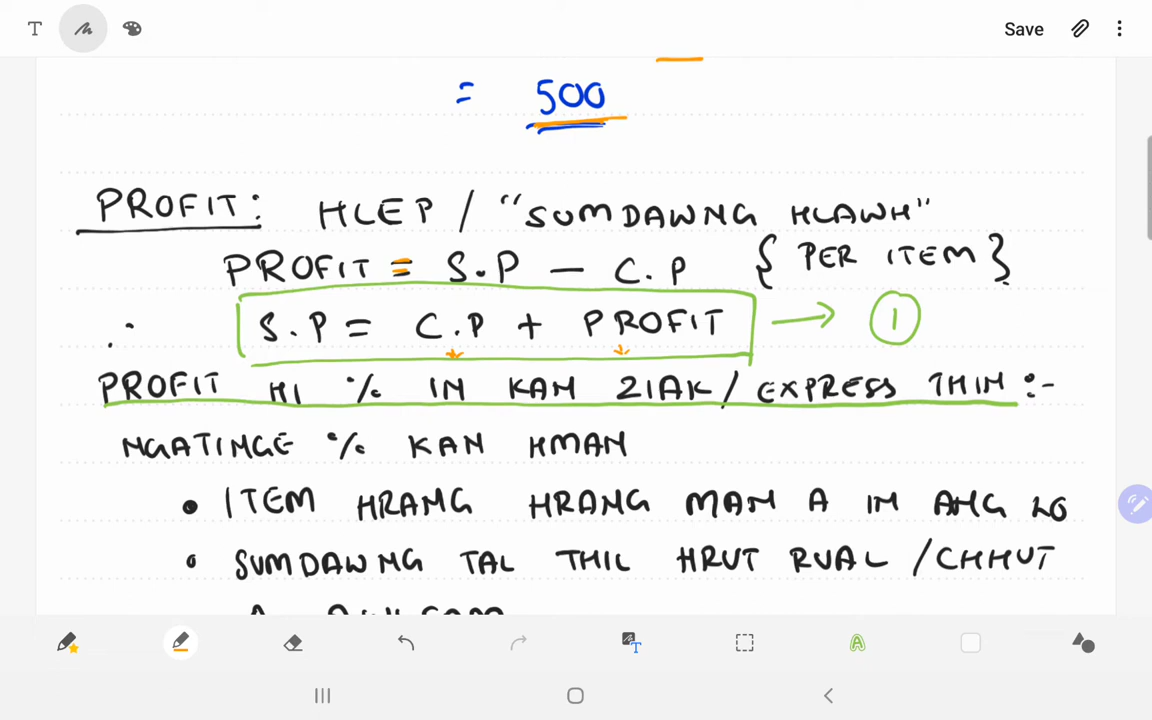 T Save
= 500
PROFIT: HLEP / "SUMDAWNG HLAWH"
PROFIT = S.P — C.P { PER ITEM }
∴ S.P = C.P + PROFIT → 1
PROFIT HI % IN KAN ZIAK / EXPRESS THIN :-
NGATINGE % KAN HMAN
• ITEM HRANG HRANG MAN A IN ANG LO
• SUMDAWNG TAL THIL HRUT RUAL / CHHUT